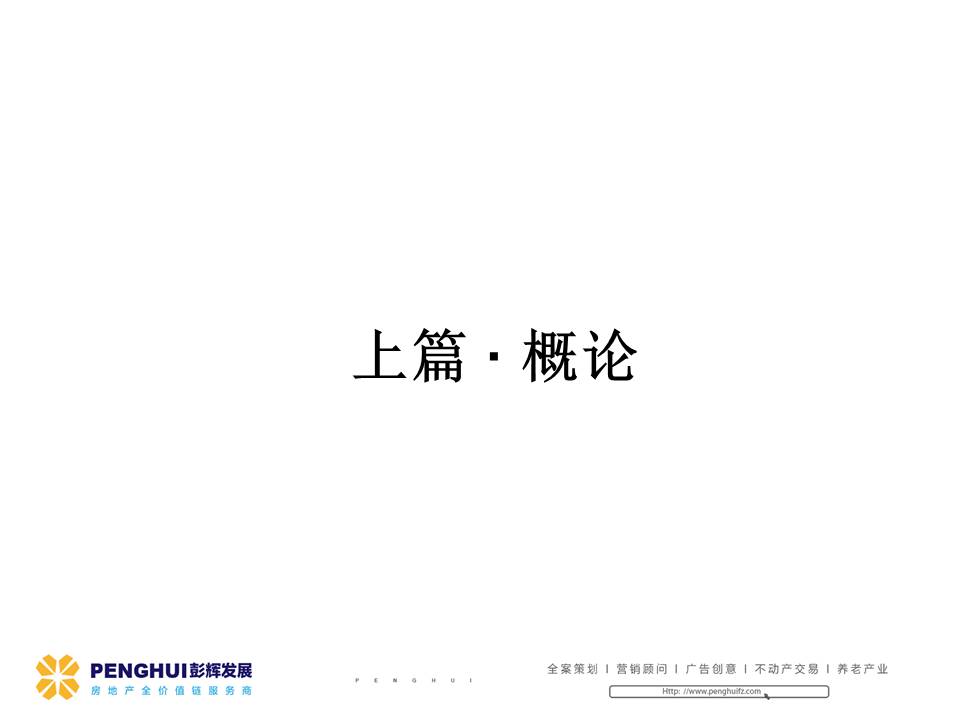 上篇·概论
PENGHUI彭辉发展
房地产全价值链服务商
PENGHUI
全案策划 | 营销顾问 | 广告创意 | 不动产交易 | 养老产业
Http: //www.penghuifz.com